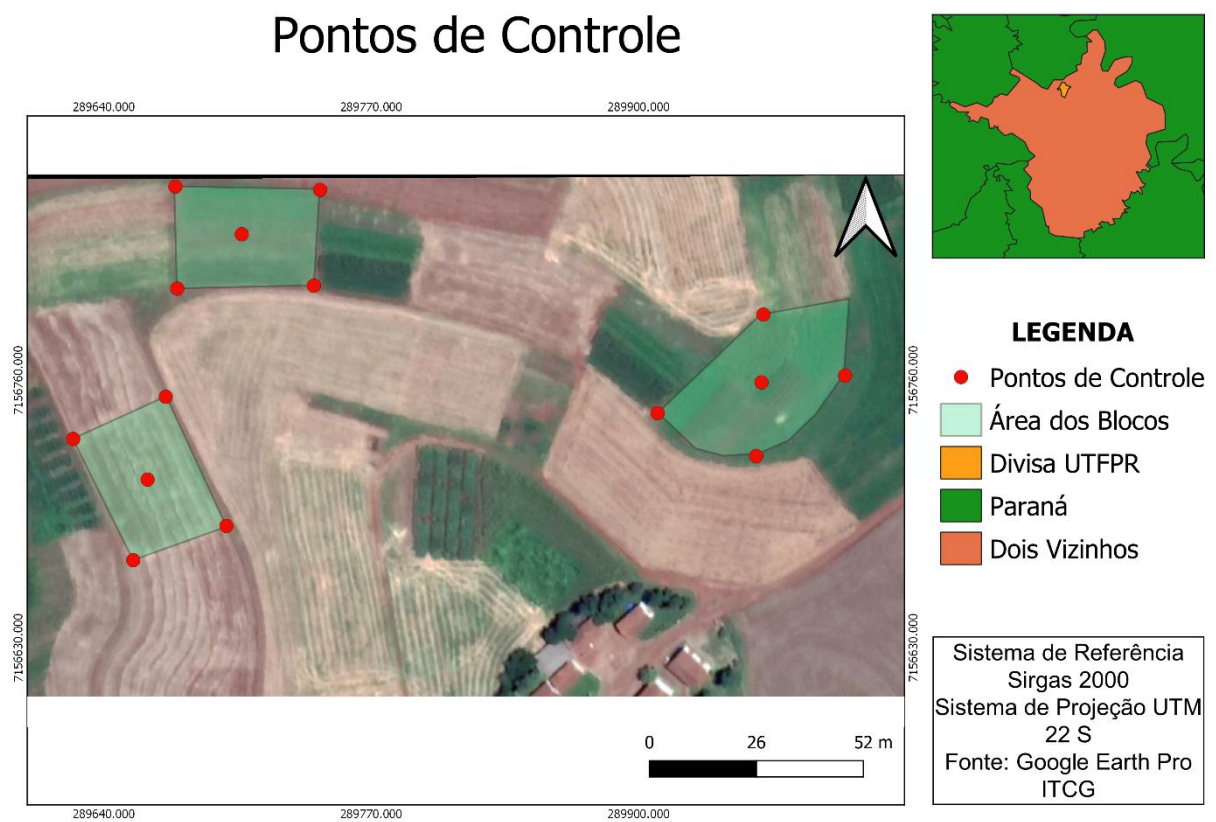 Pontos de Controle
289640.000
289770.000
289900.000
7156760.000
7156760.000
7156630.000
7156630.000
0
26
52 m
289640.000
289770.000
289900.000
LEGENDA
Pontos de Controle
Área dos Blocos
Divisa UTFPR
Paraná
Dois Vizinhos
Sistema de Referência
Sirgas 2000
Sistema de Projeção UTM
22 S
Fonte: Google Earth Pro
ITCG